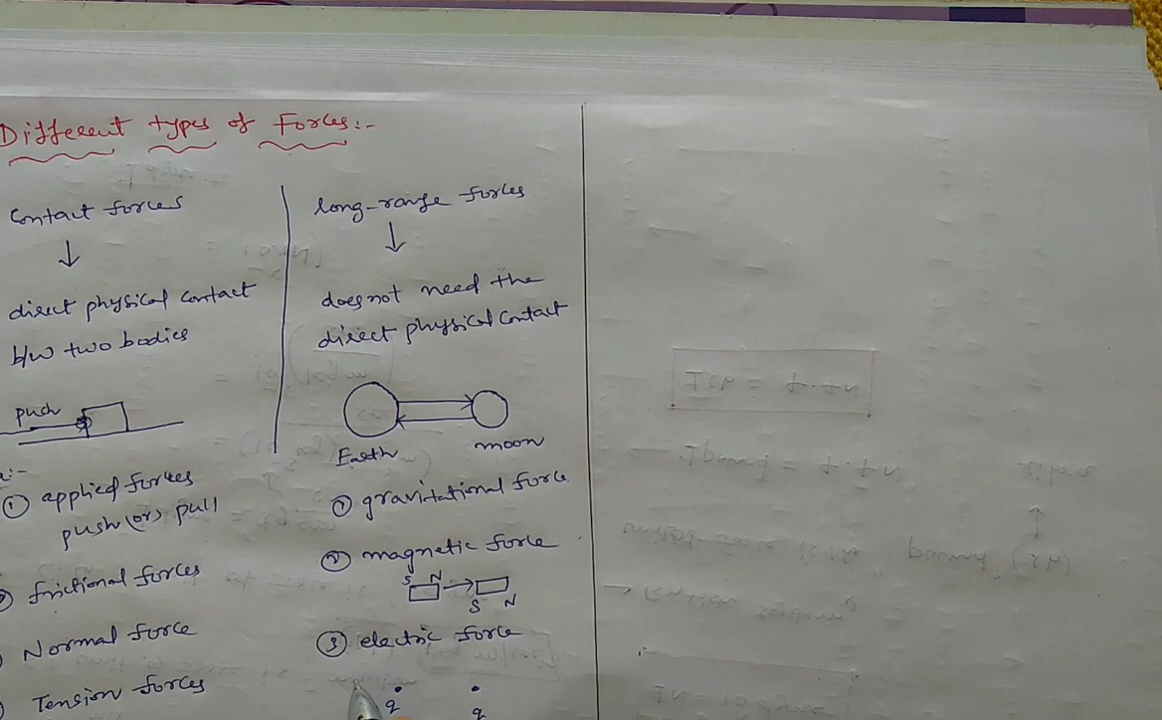 Different types of Forces:-
Contact forces
direct physical contact
b/w two bodies
push
:-
① applied forces
push (or) pull
frictional forces
Normal force
Tension forces
long-range forces
does not need the
direct physical contact
Earth
moon
① gravitational force
② magnetic force
S N
S N
③ electric force
q q